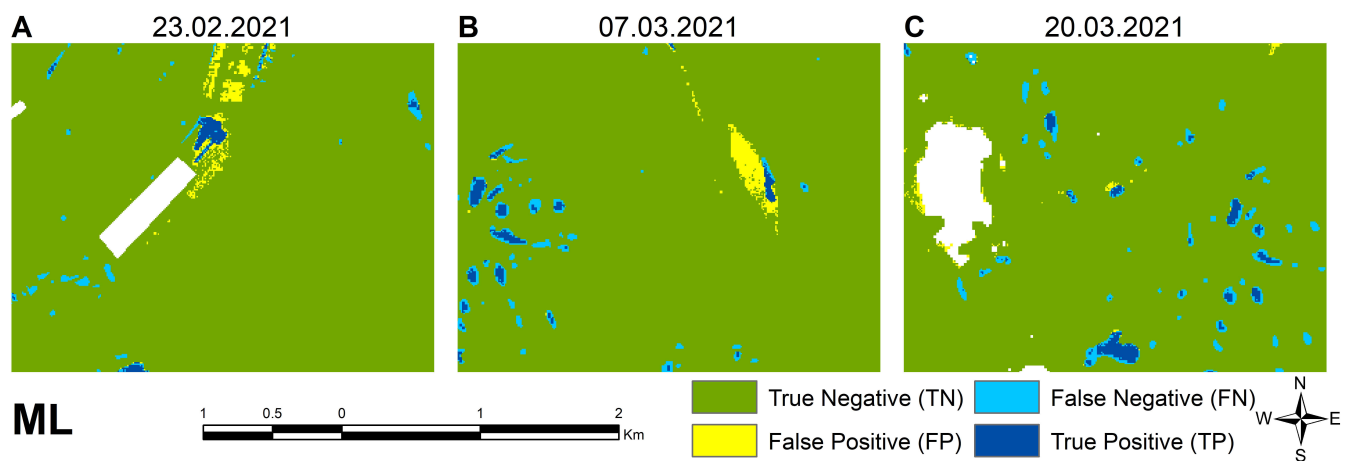 A 23.02.2021 B 07.03.2021 C 20.03.2021
ML
1 0.5 0 1 2
Km
True Negative (TN) False Negative (FN)
False Positive (FP) True Positive (TP)
N
W E
S